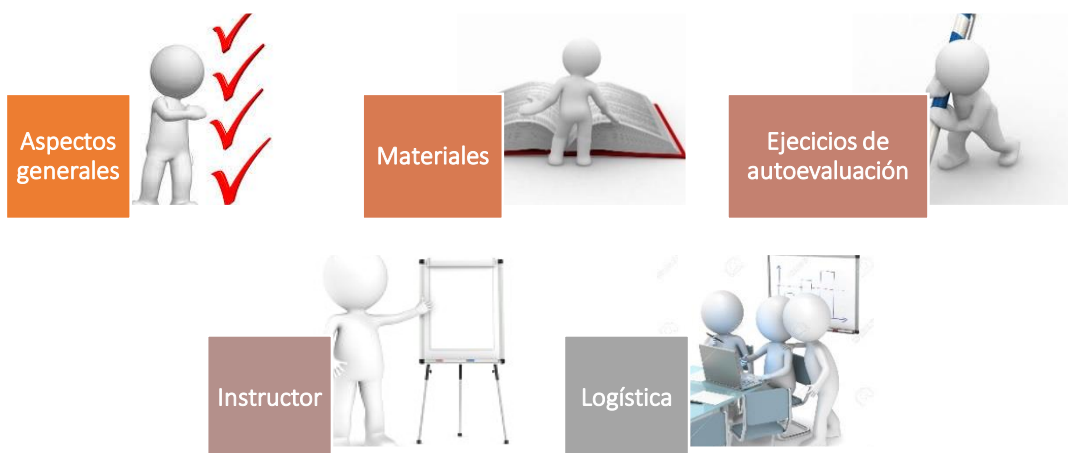 Aspectos
generales
Materiales
Ejecicios de
autoevaluación
Instructor
Logística